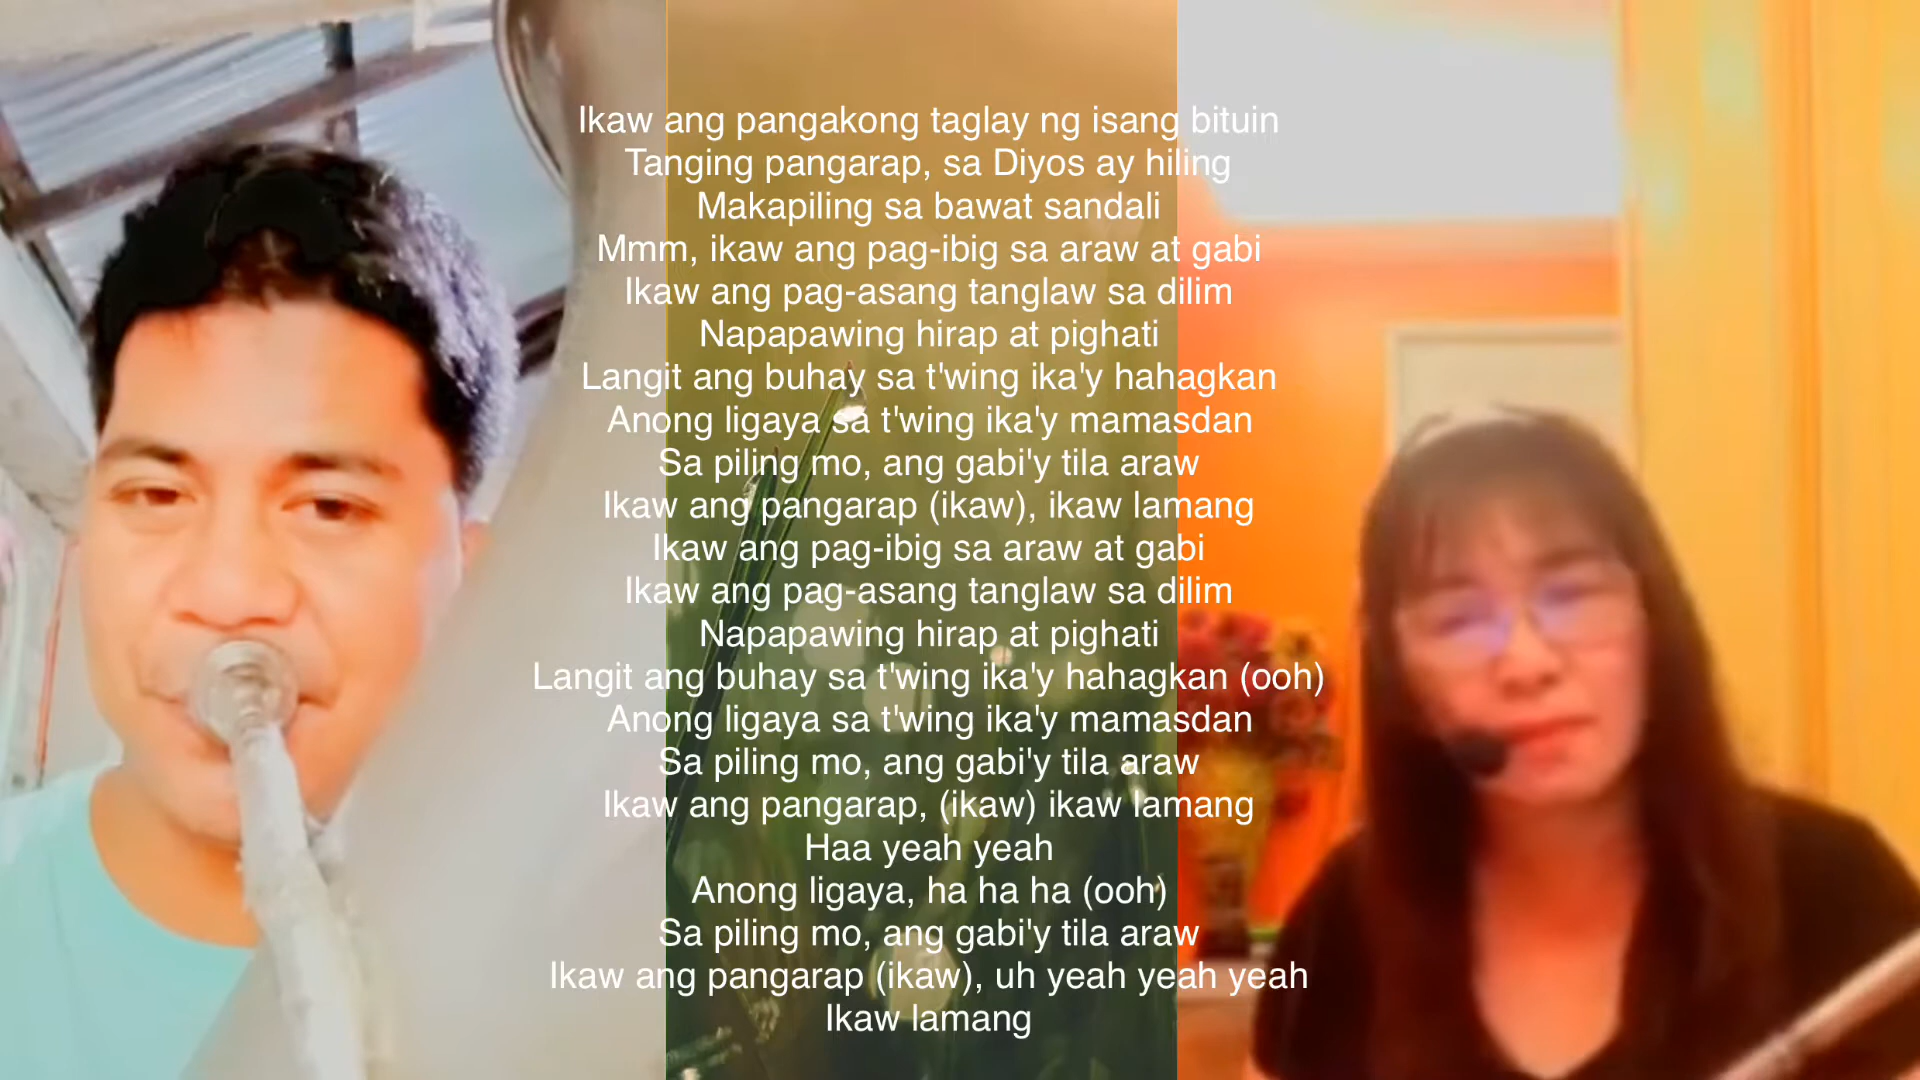 Ikaw ang pangakong taglay ng isang bituin
Tanging pangarap, sa Diyos ay hiling
Makapiling sa bawat sandali
Mmm, ikaw ang pag-ibig sa araw at gabi
Ikaw ang pag-asang tanglaw sa dilim
Napapawing hirap at pighati
Langit ang buhay sa t'wing ika'y hahagkan
Anong ligaya sa t'wing ika'y mamasdan
Sa piling mo, ang gabi'y tila araw
Ikaw ang pangarap (ikaw), ikaw lamang
Ikaw ang pag-ibig sa araw at gabi
Ikaw ang pag-asang tanglaw sa dilim
Napapawing hirap at pighati
Langit ang buhay sa t'wing ika'y hahagkan (ooh)
Anong ligaya sa t'wing ika'y mamasdan
Sa piling mo, ang gabi'y tila araw
Ikaw ang pangarap, (ikaw) ikaw lamang
Haa yeah yeah
Anong ligaya, ha ha ha (ooh)
Sa piling mo, ang gabi'y tila araw
Ikaw ang pangarap (ikaw), uh yeah yeah yeah
Ikaw lamang